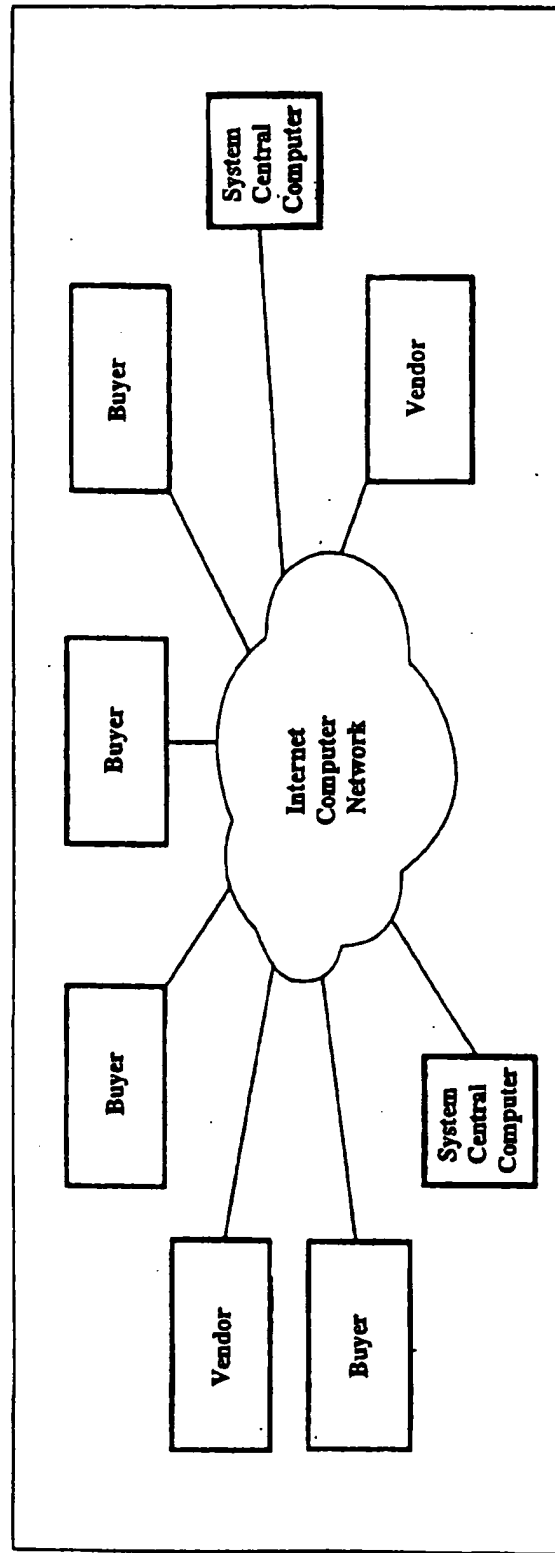 Buyer
Buyer
Buyer
System
Central
Computer
Vendor
Internet
Computer
Network
Vendor
Buyer
System
Central
Computer